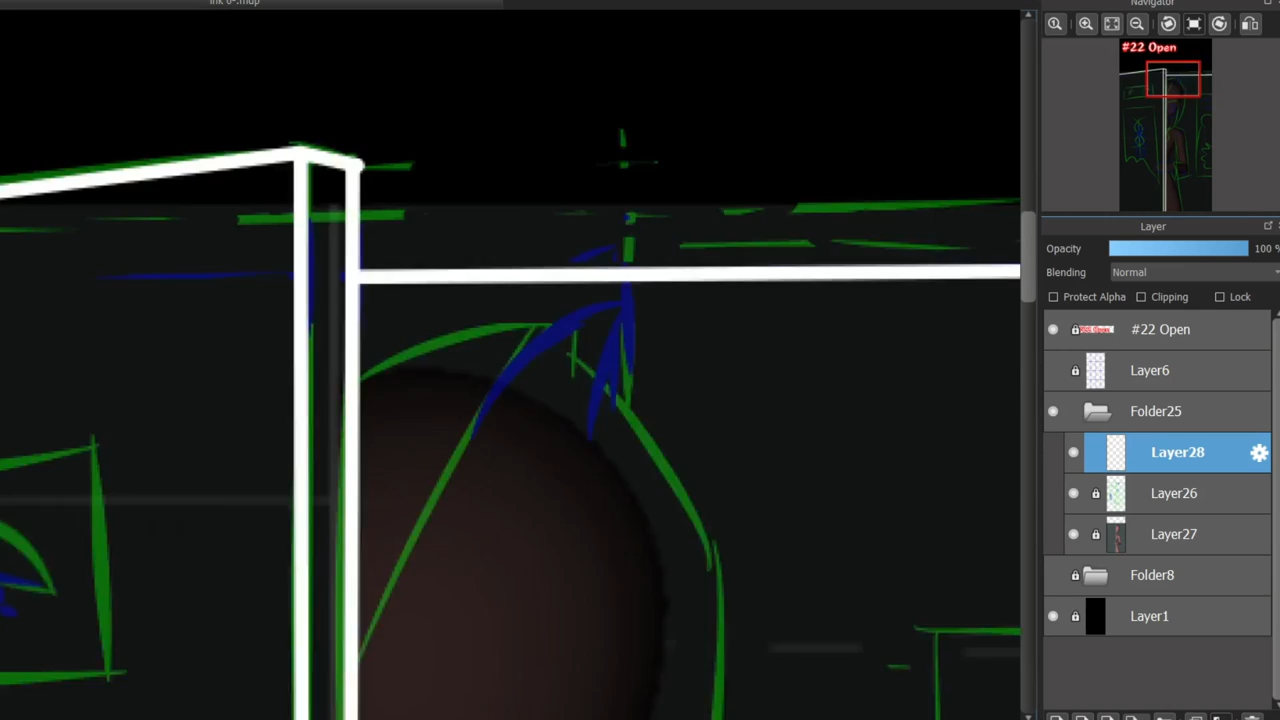 ink 6-.mdp
Navigator
#22 Open
Layer
Opacity 100 %
Blending Normal
Protect Alpha Clipping Lock
#22 Open
Layer6
Folder25
Layer28
Layer26
Layer27
Folder8
Layer1